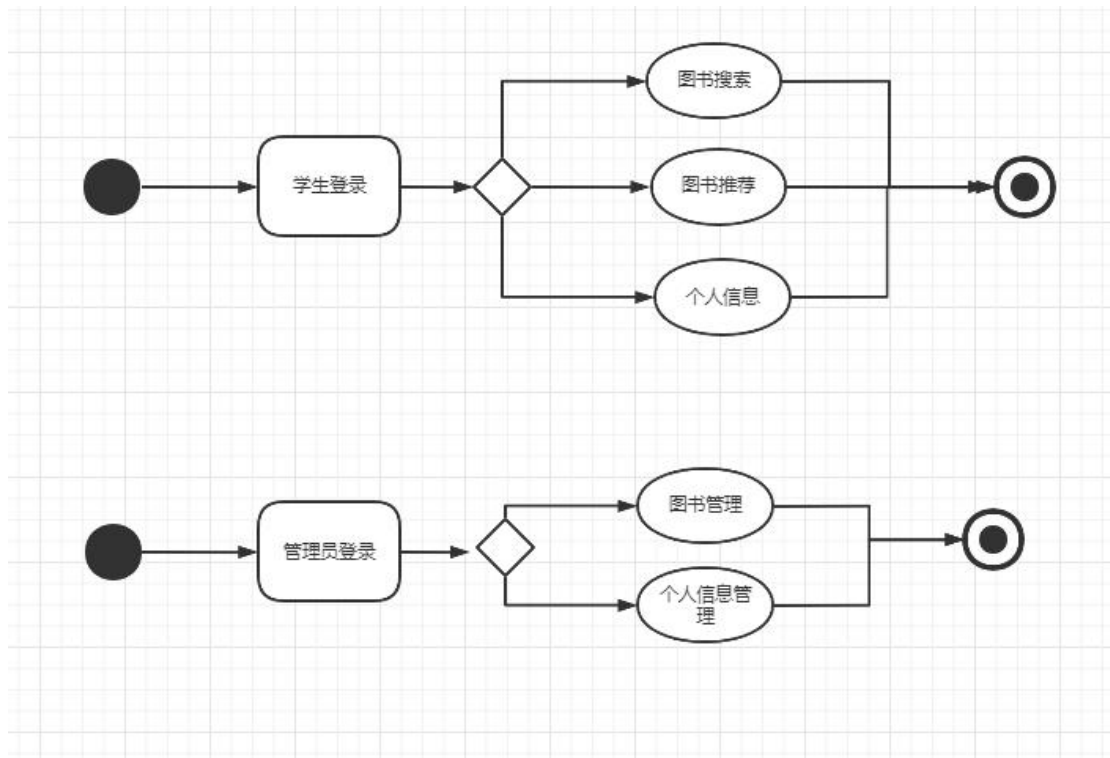 图书搜索
学生登录
图书推荐
个人信息
图书管理
管理员登录
个人信息管
理